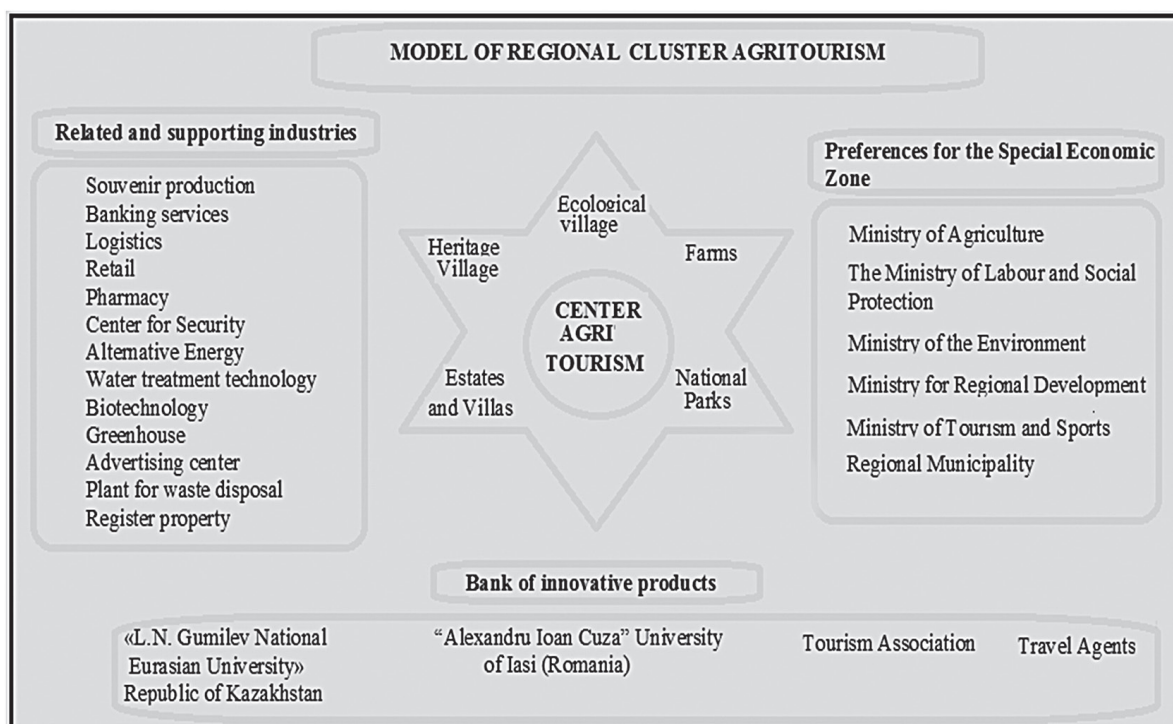 MODEL OF REGIONAL CLUSTER AGRITOURISM
Related and supporting industries
Souvenir production
Banking services
Logistics
Retail
Pharmacy
Center for Security
Alternative Energy
Water treatment technology
Biotechnology
Greenhouse
Advertising center
Plant for waste disposal
Register property
Ecological
village
Heritage
Village
Farms
CENTER
AGRI
TOURISM
Estates
and Villas
National
Parks
Preferences for the Special Economic
Zone
Ministry of Agriculture
The Ministry of Labour and Social
Protection
Ministry of the Environment
Ministry for Regional Development
Ministry of Tourism and Sports
Regional Municipality
Bank of innovative products
«L.N. Gumilev National
Eurasian University»
Republic of Kazakhstan
“Alexandru Ioan Cuza” University
of Iasi (Romania)
Tourism Association
Travel Agents